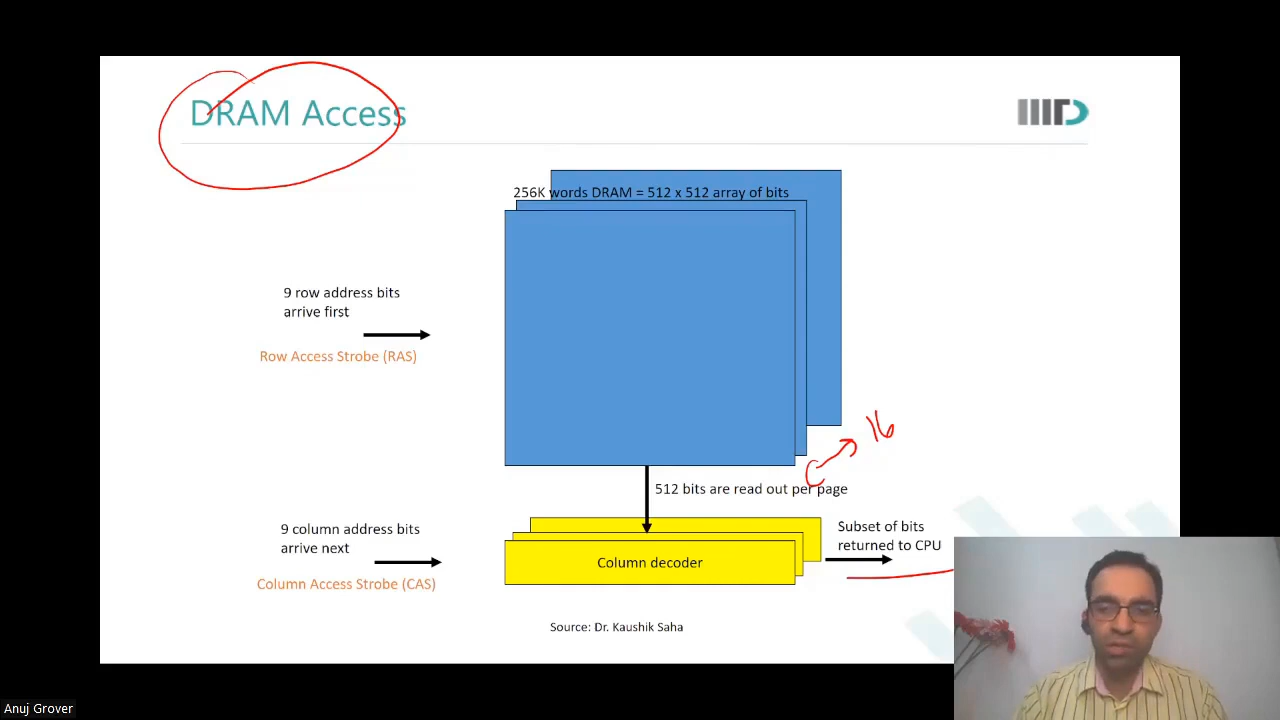 DRAM Access
IIITD
256K words DRAM = 512 x 512 array of bits
9 row address bits
arrive first
Row Access Strobe (RAS)
16
512 bits are read out per page
9 column address bits
arrive next
Column Access Strobe (CAS)
Column decoder
Subset of bits
returned to CPU
Source: Dr. Kaushik Saha
Anuj Grover